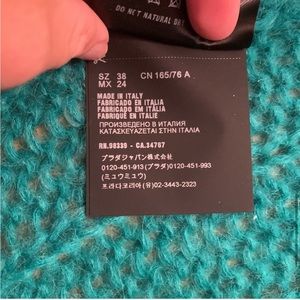 DO NOT NATURAL DRY
SZ 38 CN 165/76 A
MX 24
MADE IN ITALY
FABRICADO EN ITALIA
FABRICADO EM ITÁLIA
FABRIQUÉ EN ITALIE
ПРОИЗВЕДЕНО В ИТАЛИЯ
ΚΑΤΑΣΚΕΥΑΖΕΤΑΙ ΣΤΗΝ ΙΤΑΛΙΑ
RN.98339 - CA.34767
プラダジャパン株式会社
0120-451-913(プラダ)0120-451-993
(ミュウミュウ)
프라다코리아(유) 02-3443-2323